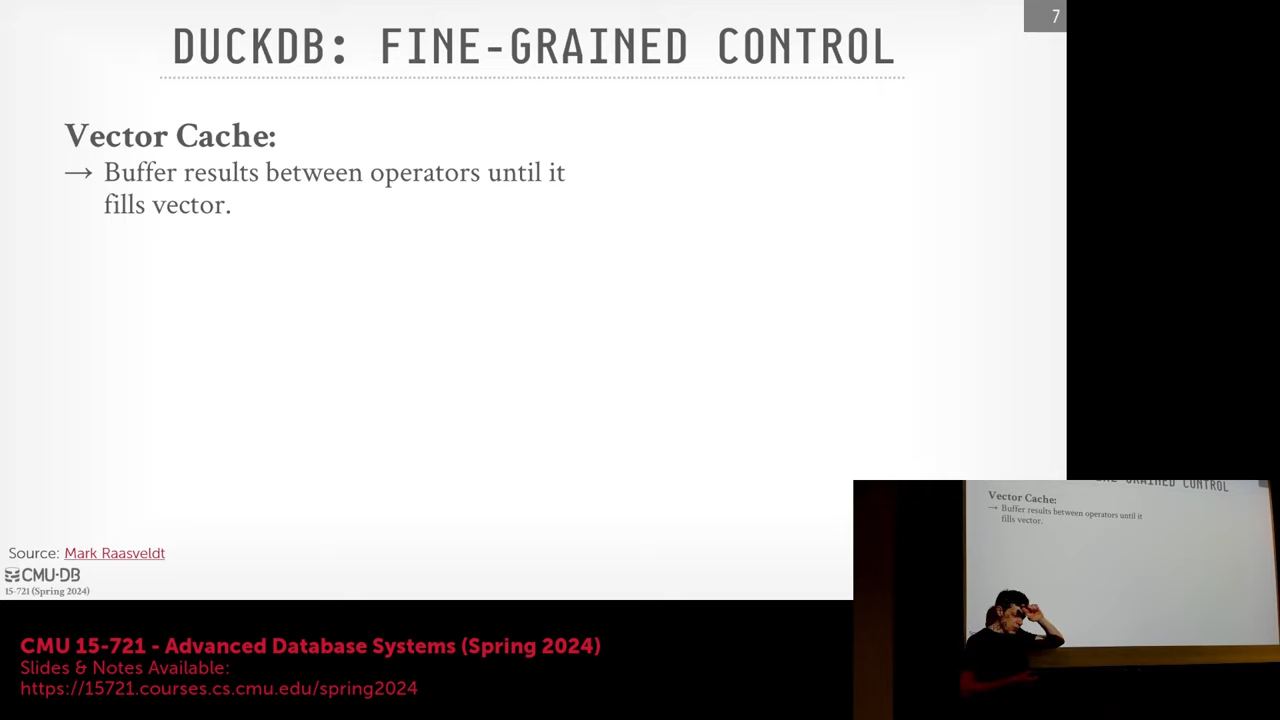 7
DUCKDB: FINE-GRAINED CONTROL
Vector Cache:
→ Buffer results between operators until it
fills vector.
Source: Mark Raasveldt
CMU·DB
15-721 (Spring 2024)
CMU 15-721 - Advanced Database Systems (Spring 2024)
Slides & Notes Available:
https://15721.courses.cs.cmu.edu/spring2024
GRAINED CONTROL
Vector Cache:
→ Buffer results between operators until it
fills vector.